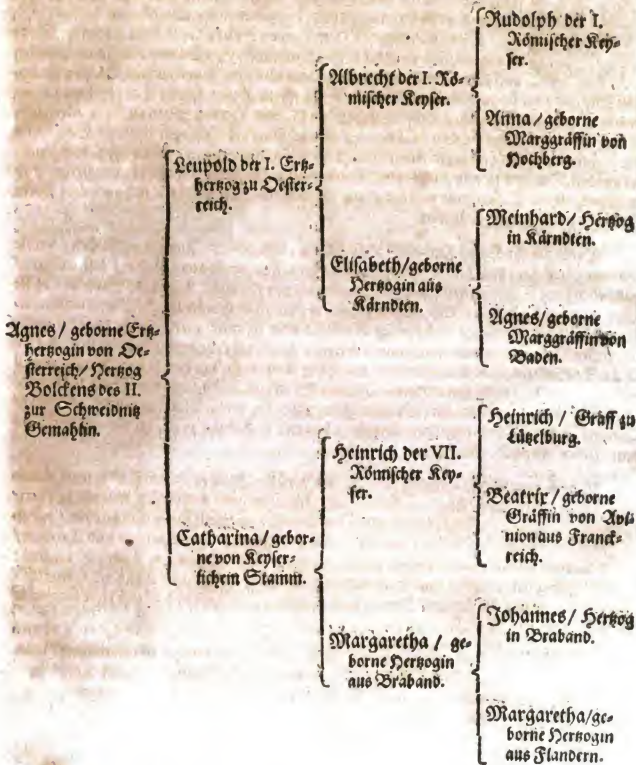 Agnes / geborne Ertz-
hertzogin von Oe-
sterreich / Hertzog
Bolckens des II.
zur Schweidnitz
Gemahlin.
Leupold der I. Ertz-
hertzog zu Oester-
reich.
Catharina / gebor-
ne von Keyser-
lichem Stamm.
Albrecht der I. Rö-
mischer Keyser.
Elisabeth / geborne
Hertzogin aus
Kärndten.
Heinrich der VII.
Römischer Key-
ser.
Margaretha / ge-
borne Hertzogin
aus Braband.
Rudolph der I.
Römischer Key-
ser.
Anna / geborne
Marggräffin von
Hochberg.
Meinhard / Hertzog
in Kärndten.
Agnes / geborne
Marggräffin von
Baden.
Heinrich / Gräff zu
Lützelburg.
Beatrix / geborne
Gräffin von Avi-
nion aus Franck-
reich.
Johannes / Hertzog
in Braband.
Margaretha / ge-
borne Hertzogin
aus Flandern.